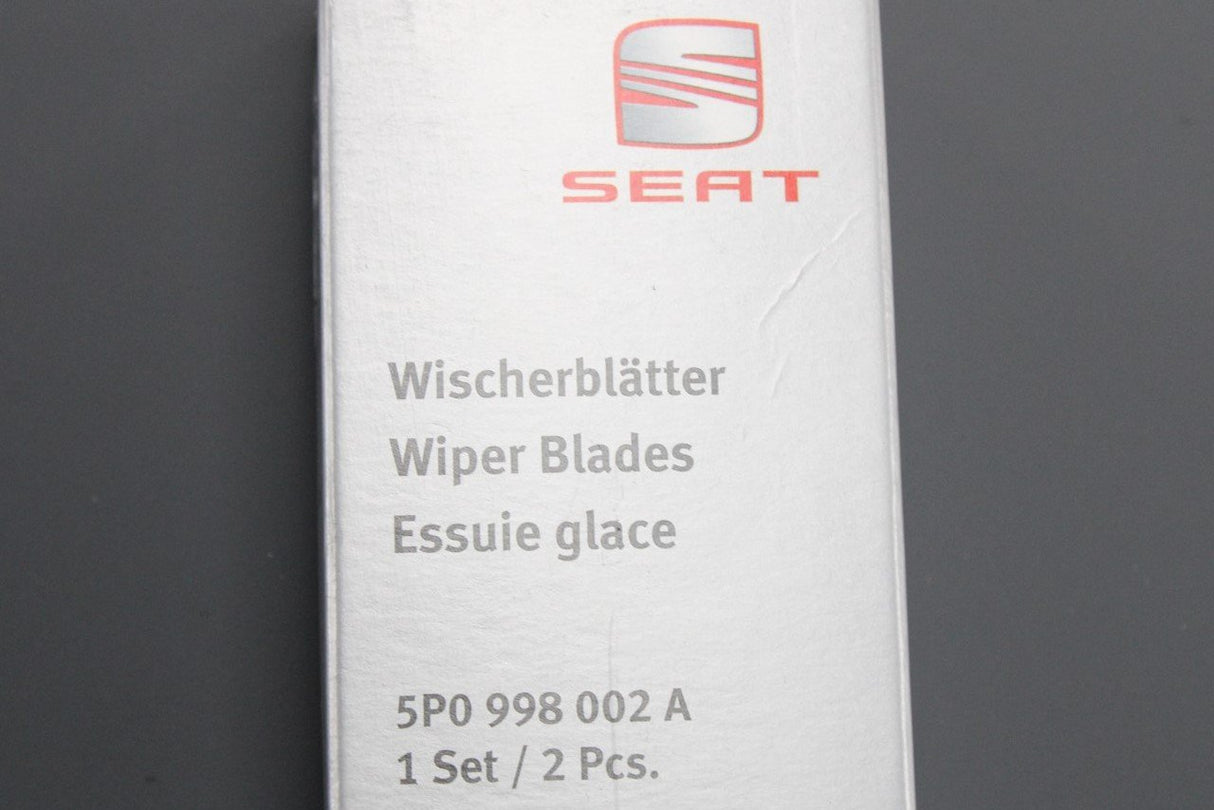 SEAT
Wischerblätter
Wiper Blades
Essuie glace
5P0 998 002 A
1 Set / 2 Pcs.